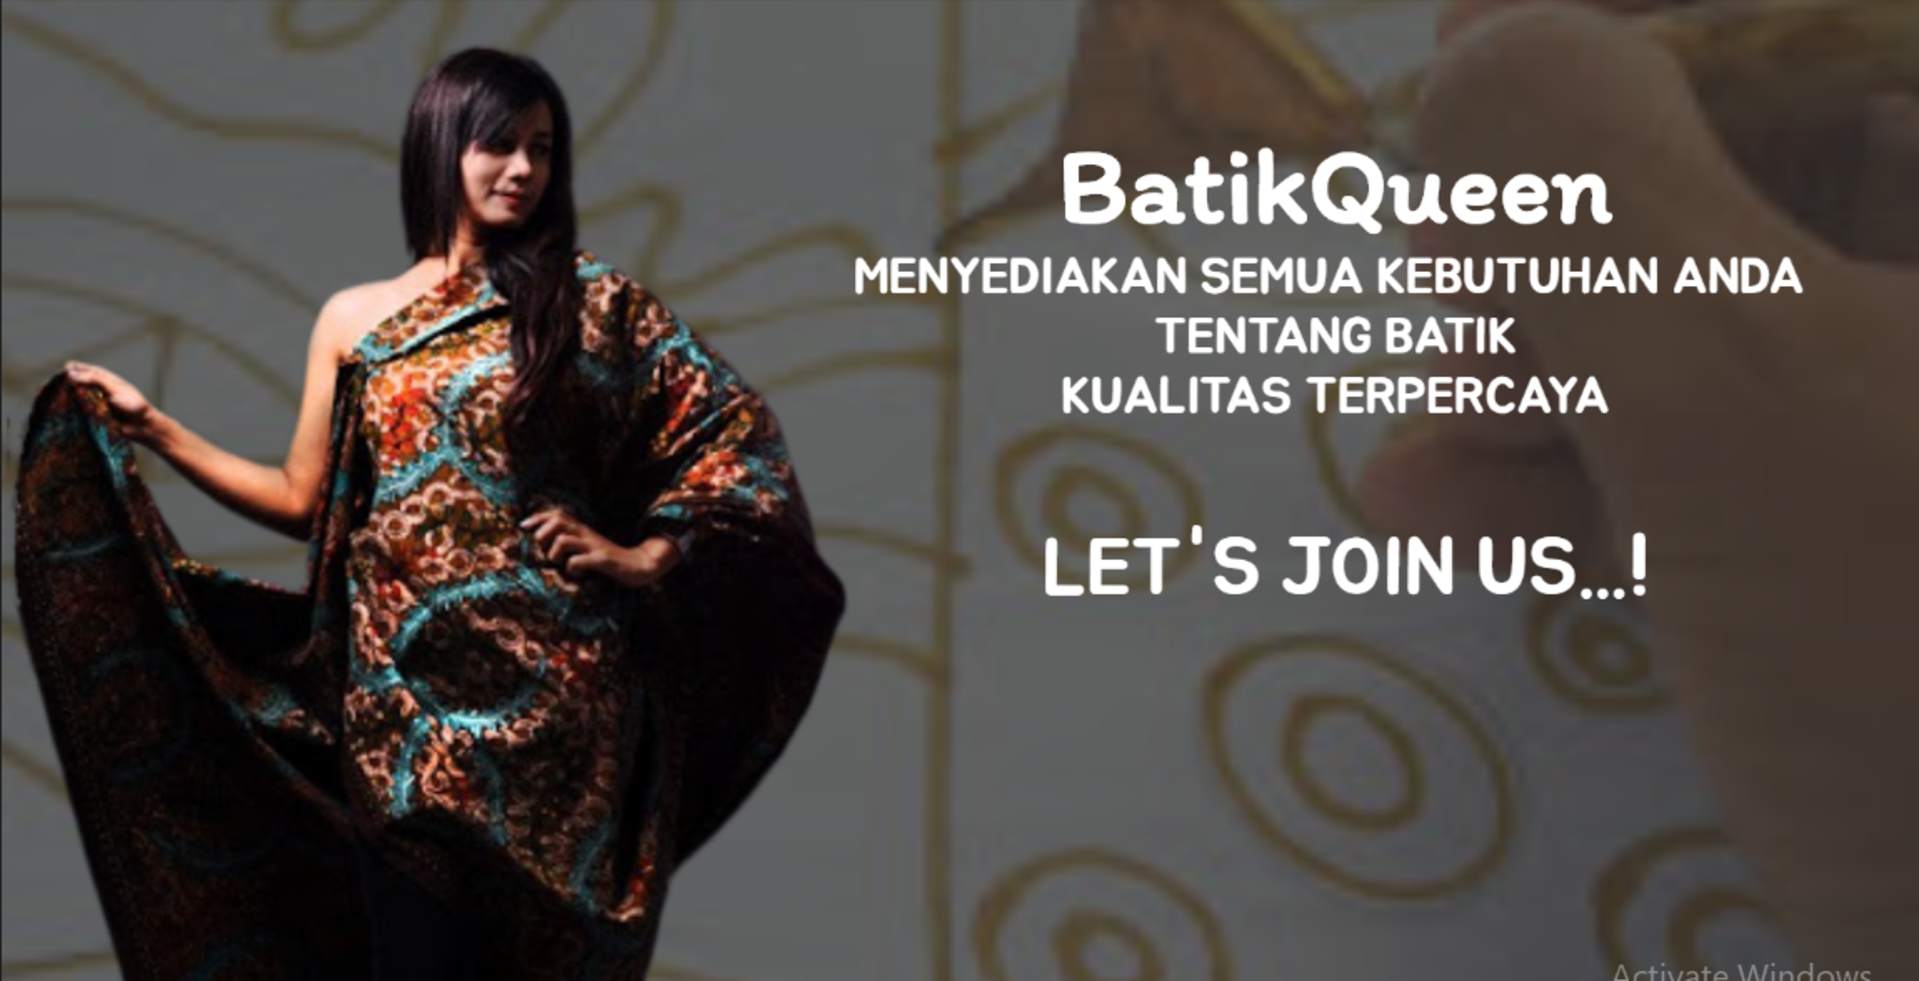 BatikQueen
MENYEDIAKAN SEMUA KEBUTUHAN ANDA
TENTANG BATIK
KUALITAS TERPERCAYA
LET'S JOIN US...!
Activate Windows